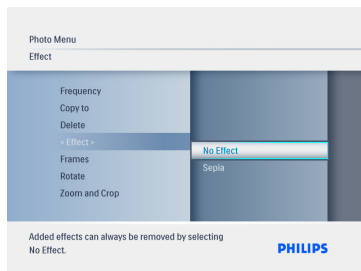 Photo Menu
Effect
Frequency
Copy to
Delete
« Effect »
Frames
Rotate
Zoom and Crop
No Effect
Sepia
Added effects can always be removed by selecting
No Effect.
PHILIPS